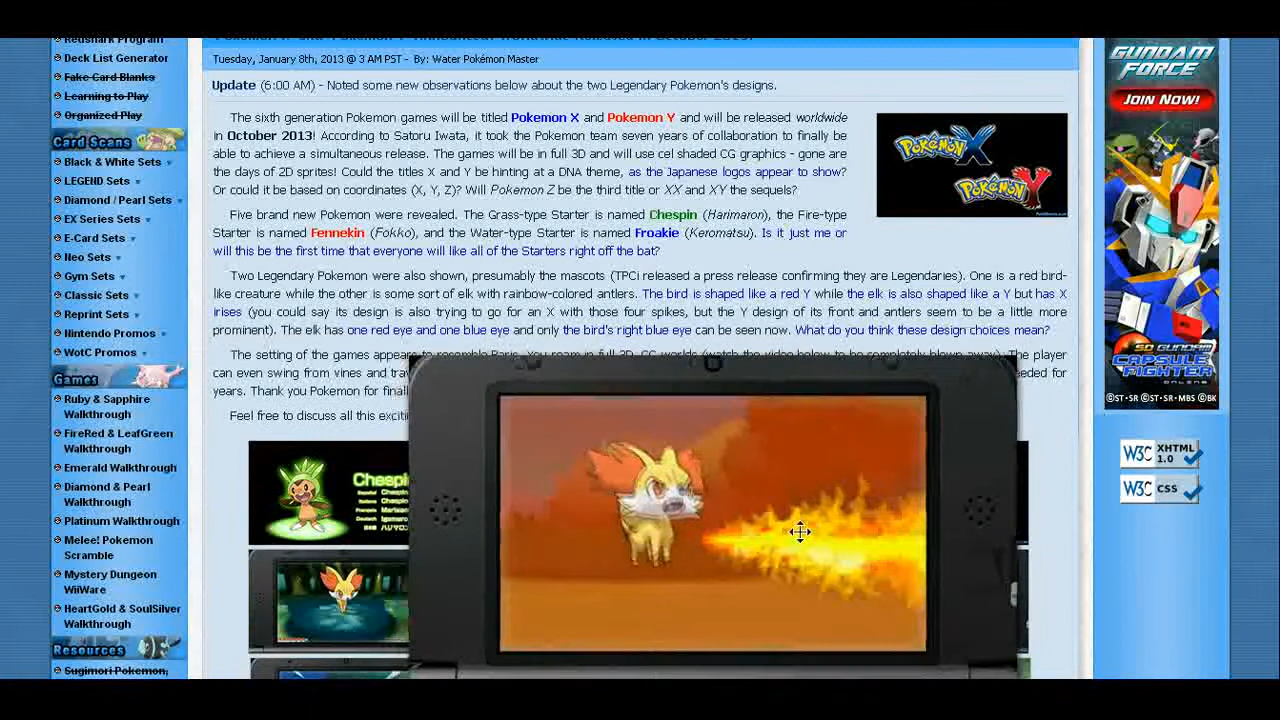 Redshark Program
Deck List Generator
Fake Card Blanks
Learning to Play
Organized Play
Card Scans
Black & White Sets
LEGEND Sets
Diamond / Pearl Sets
EX Series Sets
E-Card Sets
Neo Sets
Gym Sets
Classic Sets
Reprint Sets
Nintendo Promos
WotC Promos
Games
Ruby & Sapphire
Walkthrough
FireRed & LeafGreen
Walkthrough
Emerald Walkthrough
Diamond & Pearl
Walkthrough
Platinum Walkthrough
Melee! Pokemon
Scramble
Mystery Dungeon
WiiWare
HeartGold & SoulSilver
Walkthrough
Resources
Sugimori Pokemon,
Tuesday, January 8th, 2013 @ 3 AM PST - By: Water Pokémon Master
Update (6:00 AM) - Noted some new observations below about the two Legendary Pokemon's designs.
The sixth generation Pokemon games will be titled Pokemon X and Pokemon Y and will be released worldwide
in October 2013! According to Satoru Iwata, it took the Pokemon team seven years of collaboration to finally be
able to achieve a simultaneous release. The games will be in full 3D and will use cel shaded CG graphics - gone are
the days of 2D sprites! Could the titles X and Y be hinting at a DNA theme, as the Japanese logos appear to show?
Or could it be based on coordinates (X, Y, Z)? Will Pokemon Z be the third title or XX and XY the sequels?
Five brand new Pokemon were revealed. The Grass-type Starter is named Chespin (Harimaron), the Fire-type
Starter is named Fennekin (Fokko), and the Water-type Starter is named Froakie (Keromatsu). Is it just me or
will this be the first time that everyone will like all of the Starters right off the bat?
Two Legendary Pokemon were also shown, presumably the mascots (TPCi released a press release confirming they are Legendaries). One is a red bird-
like creature while the other is some sort of elk with rainbow-colored antlers. The bird is shaped like a red Y while the elk is also shaped like a Y but has X
irises (you could say its design is also trying to go for an X with those four spikes, but the Y design of its front and antlers seem to be a little more
prominent). The elk has one red eye and one blue eye and only the bird's right blue eye can be seen now. What do you think these design choices mean?
The setting of the games appears to The player
can even swing from vines and eeded for
years. Thank you Pokemon for
Feel free to discuss all this
Pokémon X
Pokémon Y
Chespin
GUNDAM
FORCE
JOIN NOW!
SD GUNDAM
CAPSULE
FIGHTER
ONLINE
©ST·SR ©ST·SR·MBS ©BK
W3C XHTML
1.0
W3C CSS